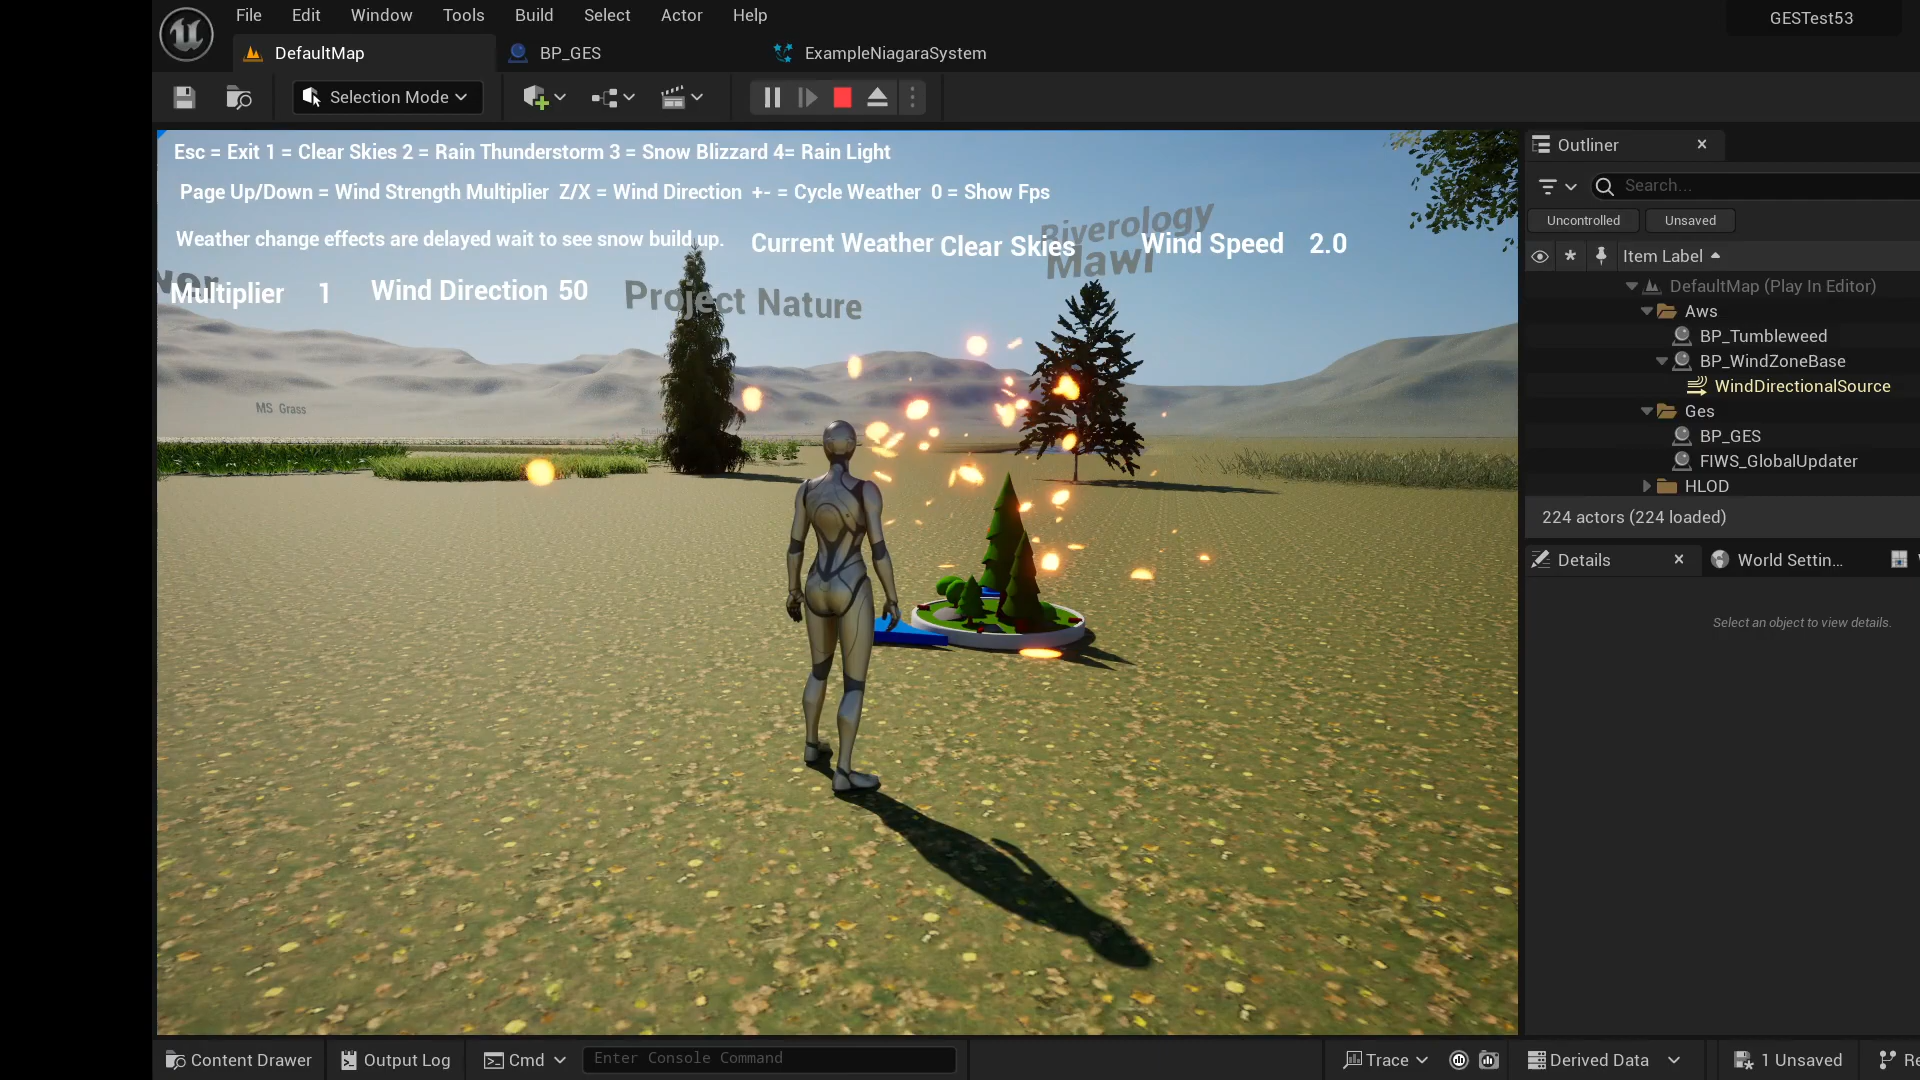 File Edit Window Tools Build Select Actor Help
GESTest53
DefaultMap
BP_GES
ExampleNiagaraSystem
Selection Mode
Esc = Exit 1 = Clear Skies 2 = Rain Thunderstorm 3 = Snow Blizzard 4= Rain Light
Page Up/Down = Wind Strength Multiplier Z/X = Wind Direction +- = Cycle Weather 0 = Show Fps
Weather change effects are delayed wait to see snow build up.
Current Weather Clear Skies
Wind Speed 2.0
Riverology
Mawi
Multiplier 1 Wind Direction 50
Project Nature
MS Grass
Outliner
Search...
Uncontrolled
Unsaved
Item Label
DefaultMap (Play In Editor)
Aws
BP_Tumbleweed
BP_WindZoneBase
WindDirectionalSource
Ges
BP_GES
FIWS_GlobalUpdater
HLOD
224 actors (224 loaded)
Details
World Settin...
Select an object to view details.
Content Drawer
Output Log
Cmd
Enter Console Command
Trace
Derived Data
1 Unsaved